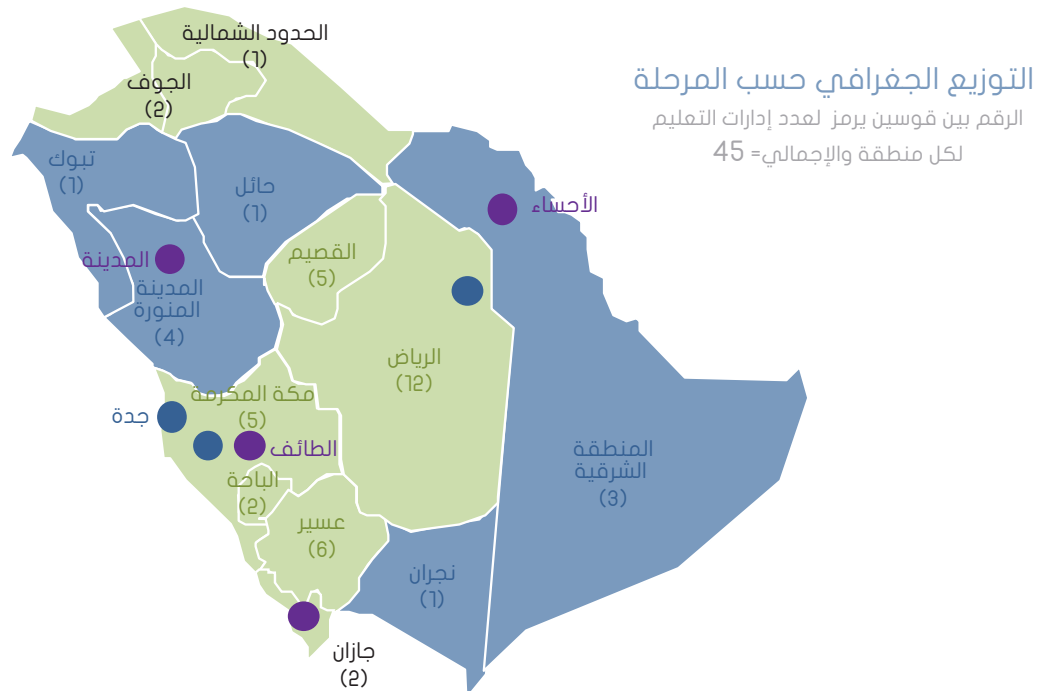 التوزيع الجغرافي حسب المرحلة
الرقم بين قوسين يرمز لعدد إدارات التعليم
لكل منطقة والإجمالي= 45
الحدود الشمالية
(1)
الجوف
(2)
تبوك
(1)
حائل
(1)
الأحساء
القصيم
(5)
المدينة
المدينة
المنورة
(4)
الرياض
(12)
مكة المكرمة
(5)
جدة
الطائف
المنطقة
الشرقية
(3)
الباحة
(2)
عسير
(6)
نجران
(1)
جازان
(2)